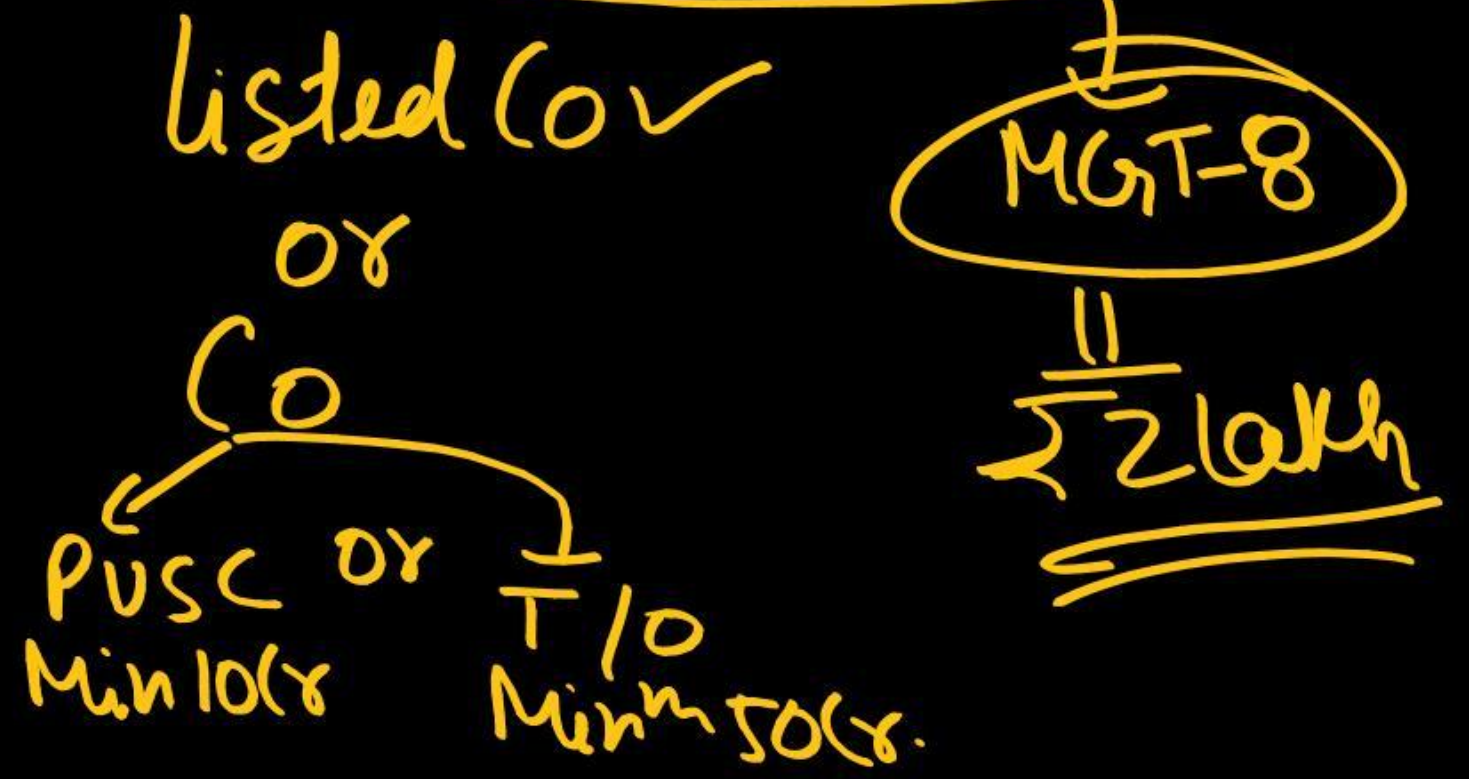 Listed Co ✓
MGT-8
or
Co
₹ 2 lakh
PUSC or T/O
Min 10Cr
Minᵐ 50Cr.